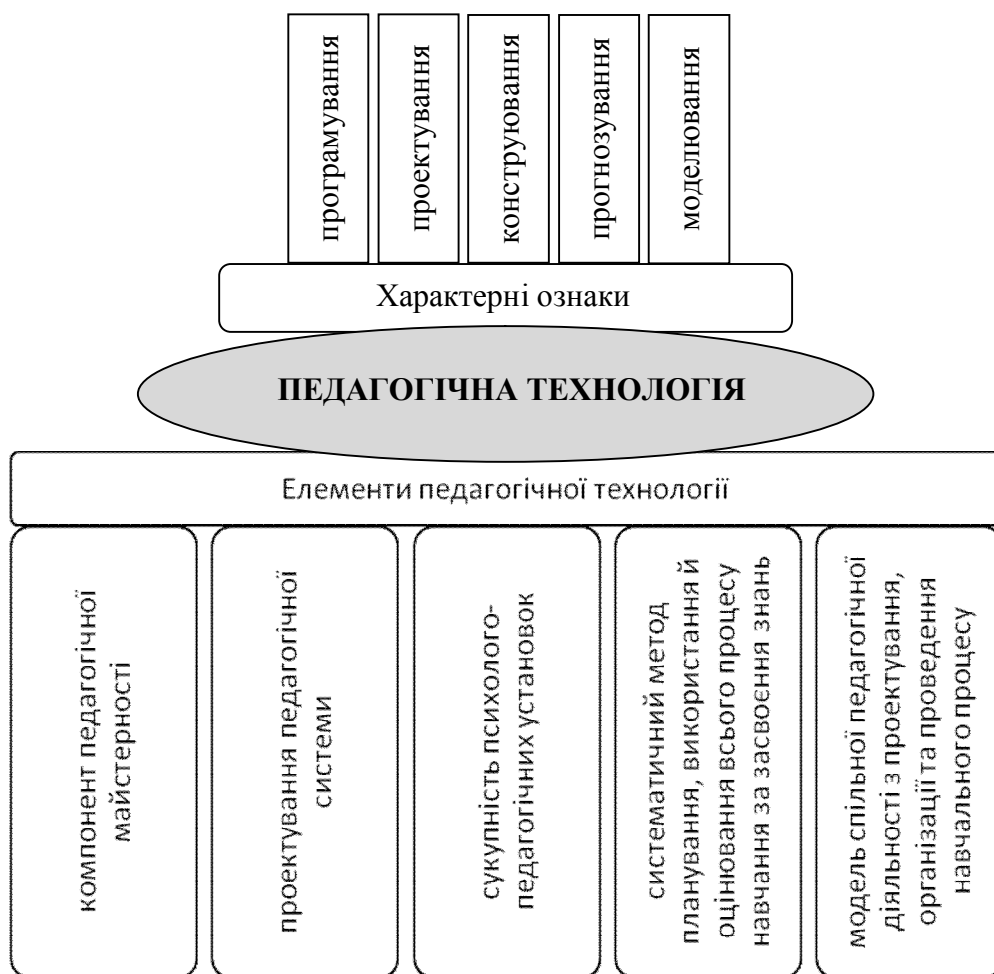 програмування
проектування
конструювання
прогнозування
моделювання
Характерні ознаки
ПЕДАГОГІЧНА ТЕХНОЛОГІЯ
Елементи педагогічної технології
компонент педагогічної
майстерності
проектування педагогічної
системи
сукупність психолого-
педагогічних установок
систематичний метод
планування, використання й
оцінювання всього процесу
навчання за засвоєння знань
модель спільної педагогічної
діяльності з проектування,
організації та проведення
навчального процесу